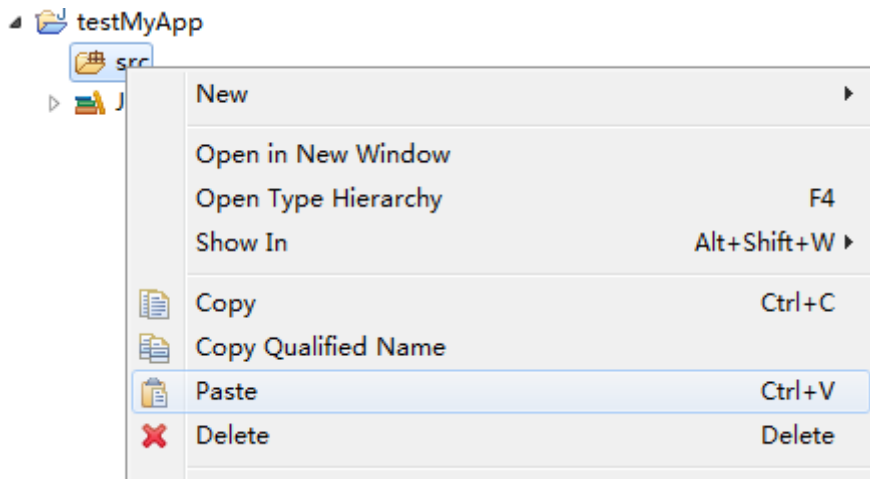 testMyApp
src
J
New
Open in New Window
Open Type Hierarchy F4
Show In Alt+Shift+W
Copy Ctrl+C
Copy Qualified Name
Paste Ctrl+V
Delete Delete